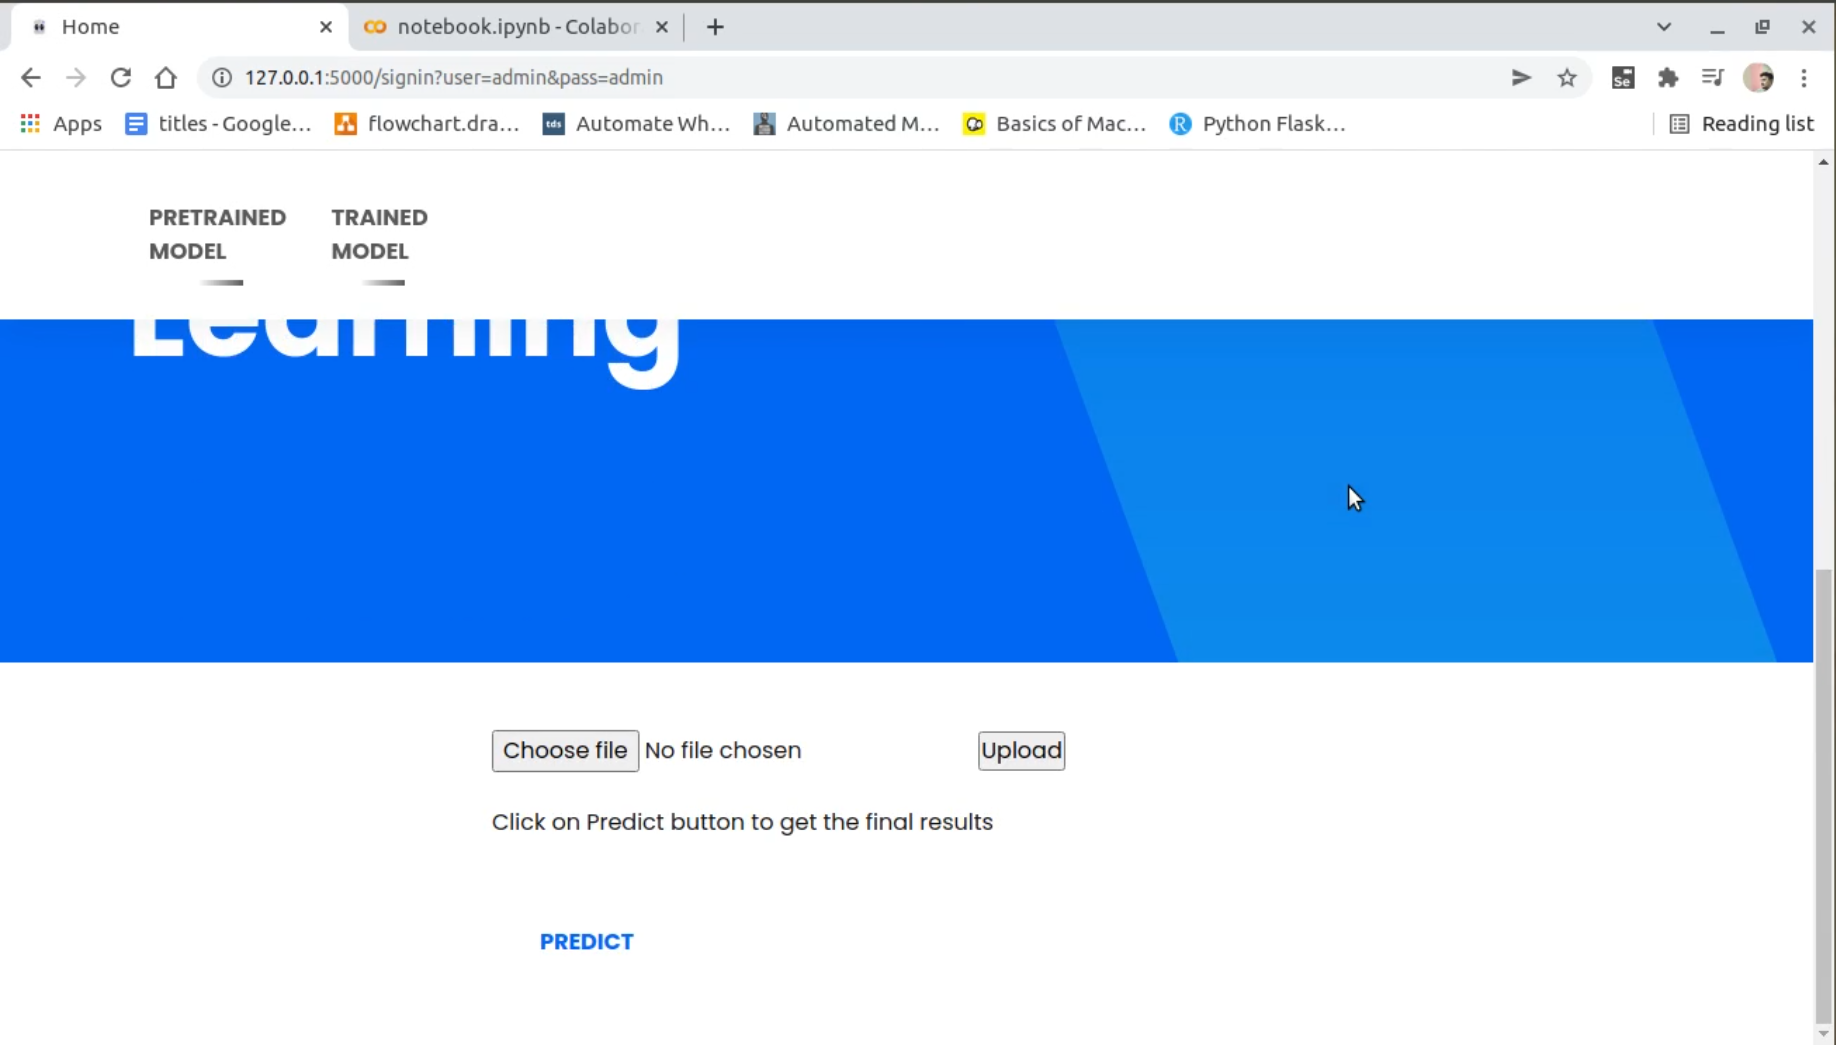 Home
notebook.ipynb - Colabor
127.0.0.1:5000/signin?user=admin&pass=admin
Se
Apps
titles - Google...
flowchart.dra...
tds
Automate Wh...
Automated M...
Basics of Mac...
R
Python Flask...
Reading list
PRETRAINED MODEL
TRAINED MODEL
Learning
Choose file No file chosen
Upload
Click on Predict button to get the final results
PREDICT